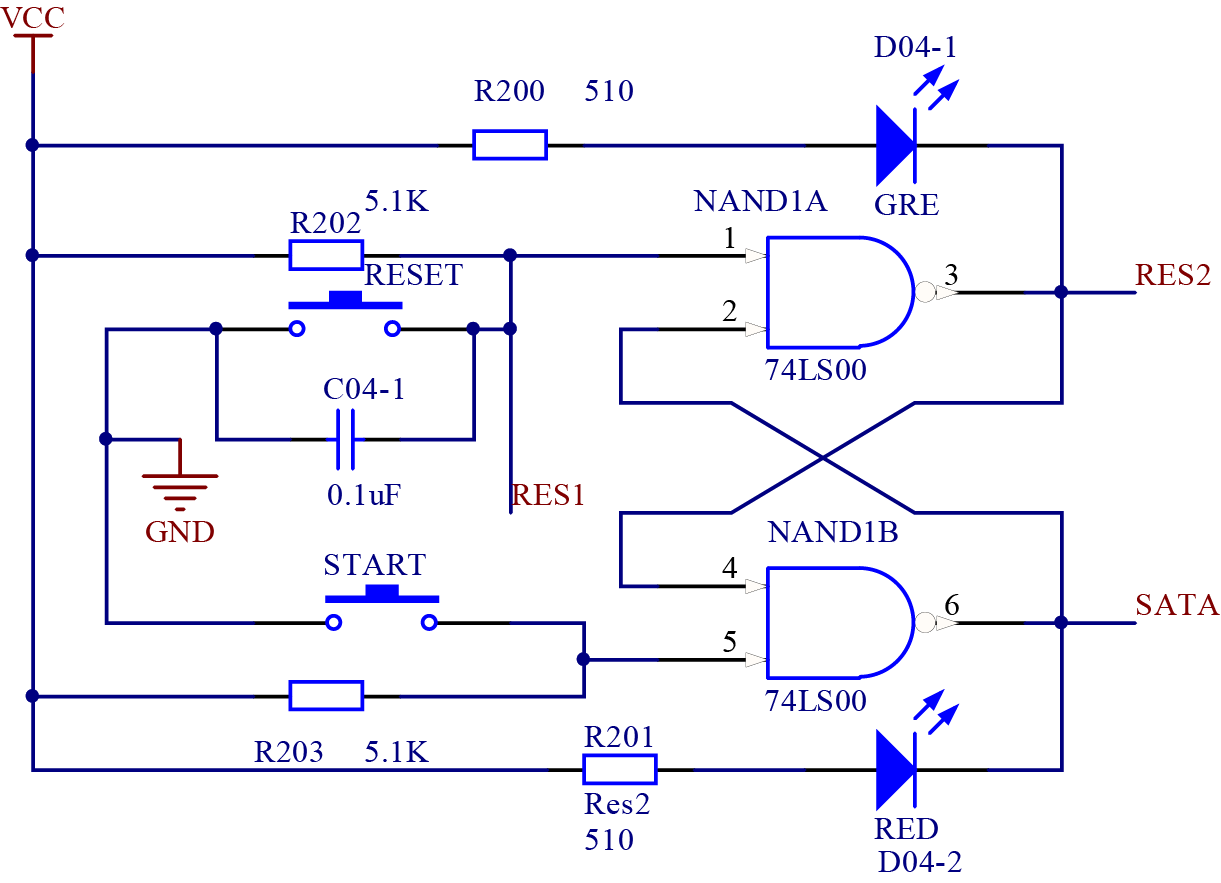 VCC
D04-1
R200 510
GRE
5.1K
R202
NAND1A
RESET
1
2
3
RES2
74LS00
C04-1
0.1uF
RES1
GND
NAND1B
START
4
5
6
SATA
74LS00
R203 5.1K
R201
Res2
510
RED
D04-2